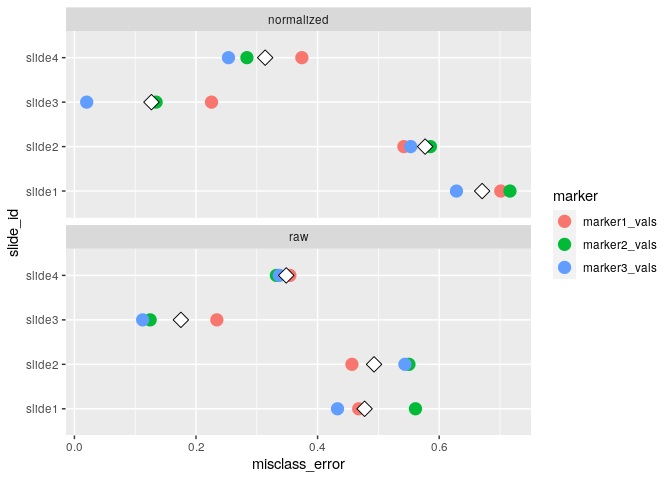 normalized
slide4
slide3
slide2
slide1
raw
slide4
slide3
slide2
slide1
0.0 0.2 0.4 0.6
misclass_error
slide_id
marker
marker1_vals
marker2_vals
marker3_vals